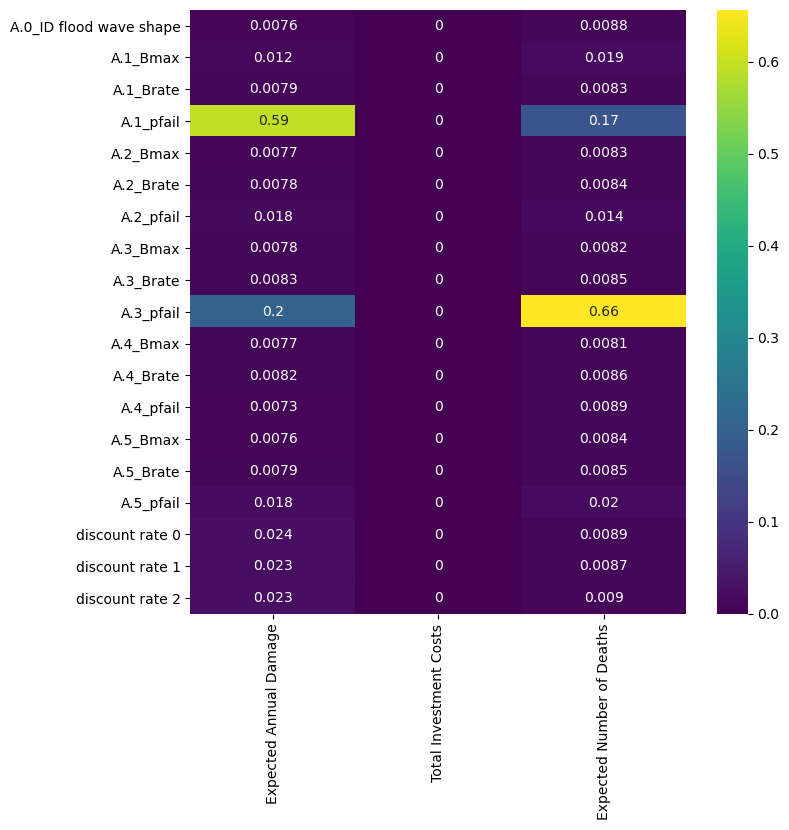 A.0_ID flood wave shape 0.0076 0 0.0088
A.1_Bmax 0.012 0 0.019
A.1_Brate 0.0079 0 0.0083
A.1_pfail 0.59 0 0.17
A.2_Bmax 0.0077 0 0.0083
A.2_Brate 0.0078 0 0.0084
A.2_pfail 0.018 0 0.014
A.3_Bmax 0.0078 0 0.0082
A.3_Brate 0.0083 0 0.0085
A.3_pfail 0.2 0 0.66
A.4_Bmax 0.0077 0 0.0081
A.4_Brate 0.0082 0 0.0086
A.4_pfail 0.0073 0 0.0089
A.5_Bmax 0.0076 0 0.0084
A.5_Brate 0.0079 0 0.0085
A.5_pfail 0.018 0 0.02
discount rate 0 0.024 0 0.0089
discount rate 1 0.023 0 0.0087
discount rate 2 0.023 0 0.009
Expected Annual Damage
Total Investment Costs
Expected Number of Deaths
0.6
0.5
0.4
0.3
0.2
0.1
0.0